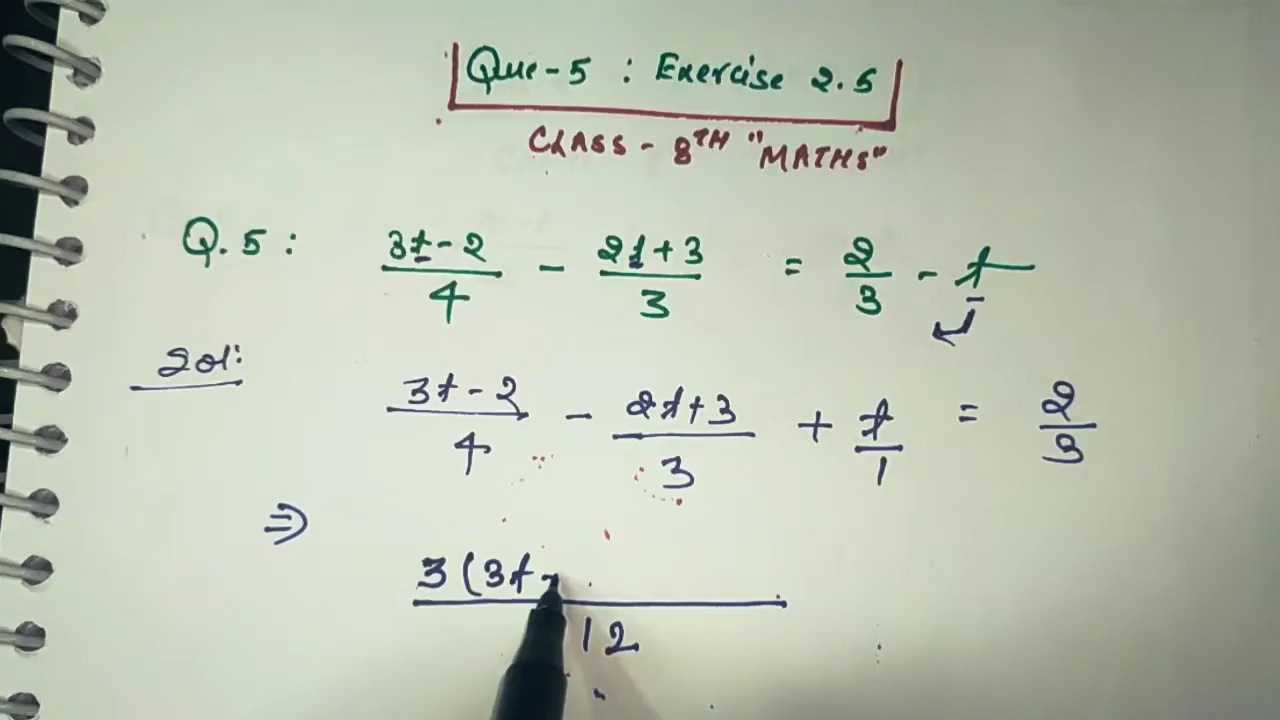 Que-5 : Exercise 2.5
CLASS - 8TH "MATHS"
Q.5 : (3t-2)/4 - (2t+3)/3 = 2/3 - t
Sol:
(3t-2)/4 - (2t+3)/3 + t/1 = 2/3
⇒
3(3t-
12